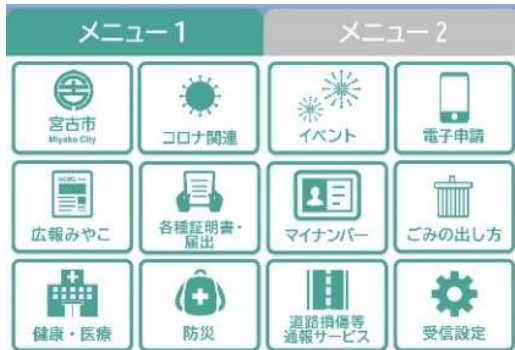 メニュー1
メニュー2
宮古市
Miyako City
コロナ関連
イベント
電子申請
NEWS
広報みやこ
各種証明書・
届出
マイナンバー
ごみの出し方
健康・医療
防災
道路損傷等
通報サービス
受信設定